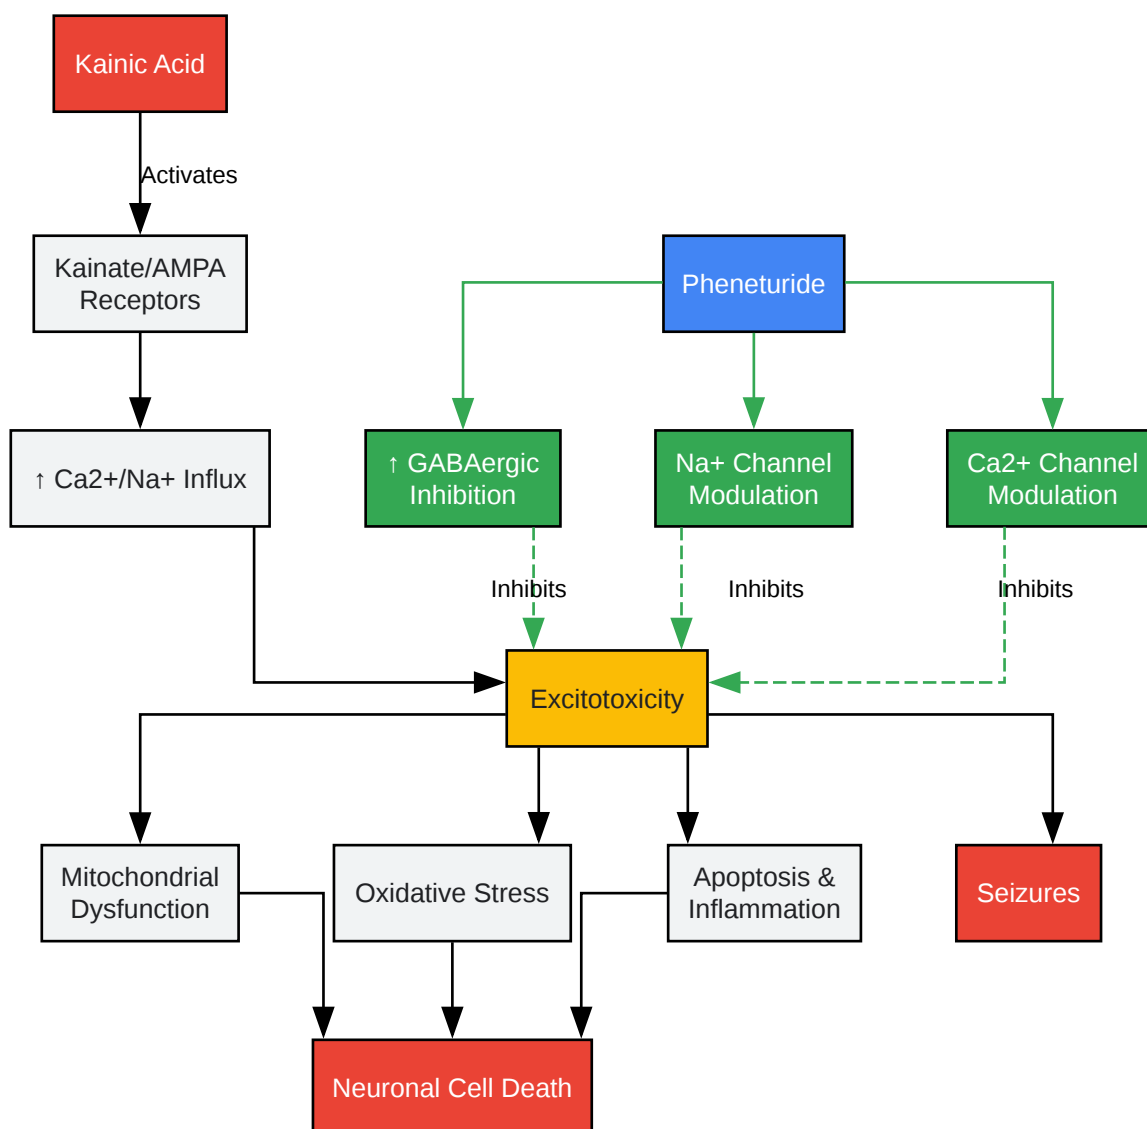 Kainic Acid
Activates
Kainate/AMPA
Receptors
Pheneturide
↑ Ca2+/Na+ Influx
↑ GABAergic
Inhibition
Na+ Channel
Modulation
Ca2+ Channel
Modulation
Inhibits
Inhibits
Inhibits
Excitotoxicity
Mitochondrial
Dysfunction
Oxidative Stress
Apoptosis &
Inflammation
Seizures
Neuronal Cell Death